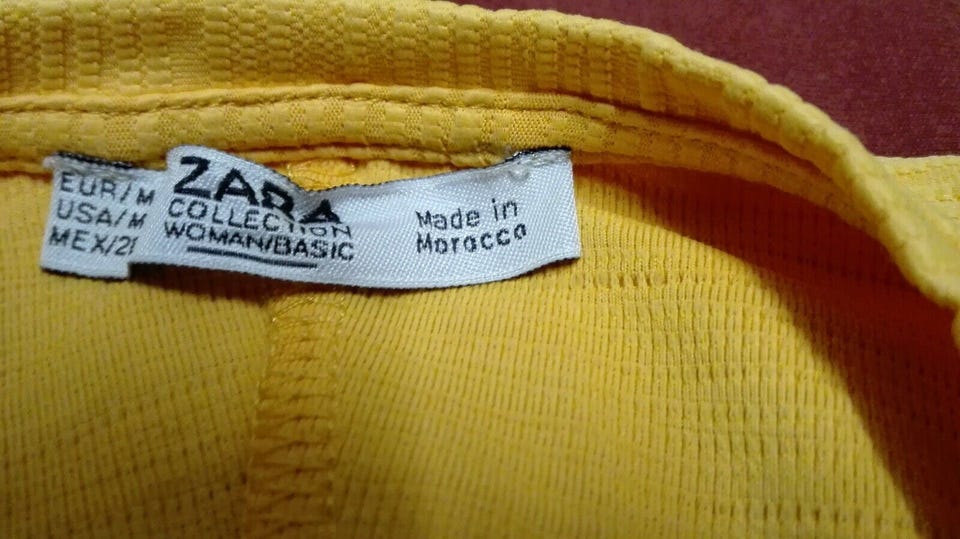 EUR/M
USA/M
MEX/2
ZARA
COLLECTION
WOMAN/BASIC
Made in
Morocco